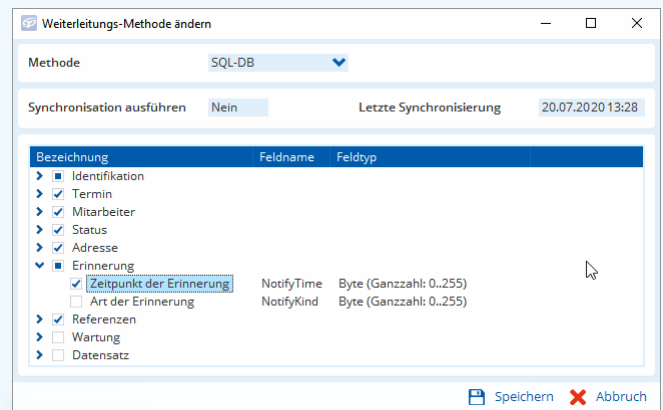 Weiterleitungs-Methode ändern
Methode SQL-DB
Synchronisation ausführen Nein Letzte Synchronisierung 20.07.2020 13:28
Bezeichnung Feldname Feldtyp
Identifikation
Termin
Mitarbeiter
Status
Adresse
Erinnerung
Zeitpunkt der Erinnerung NotifyTime Byte (Ganzzahl: 0..255)
Art der Erinnerung NotifyKind Byte (Ganzzahl: 0..255)
Referenzen
Wartung
Datensatz
Speichern Abbruch